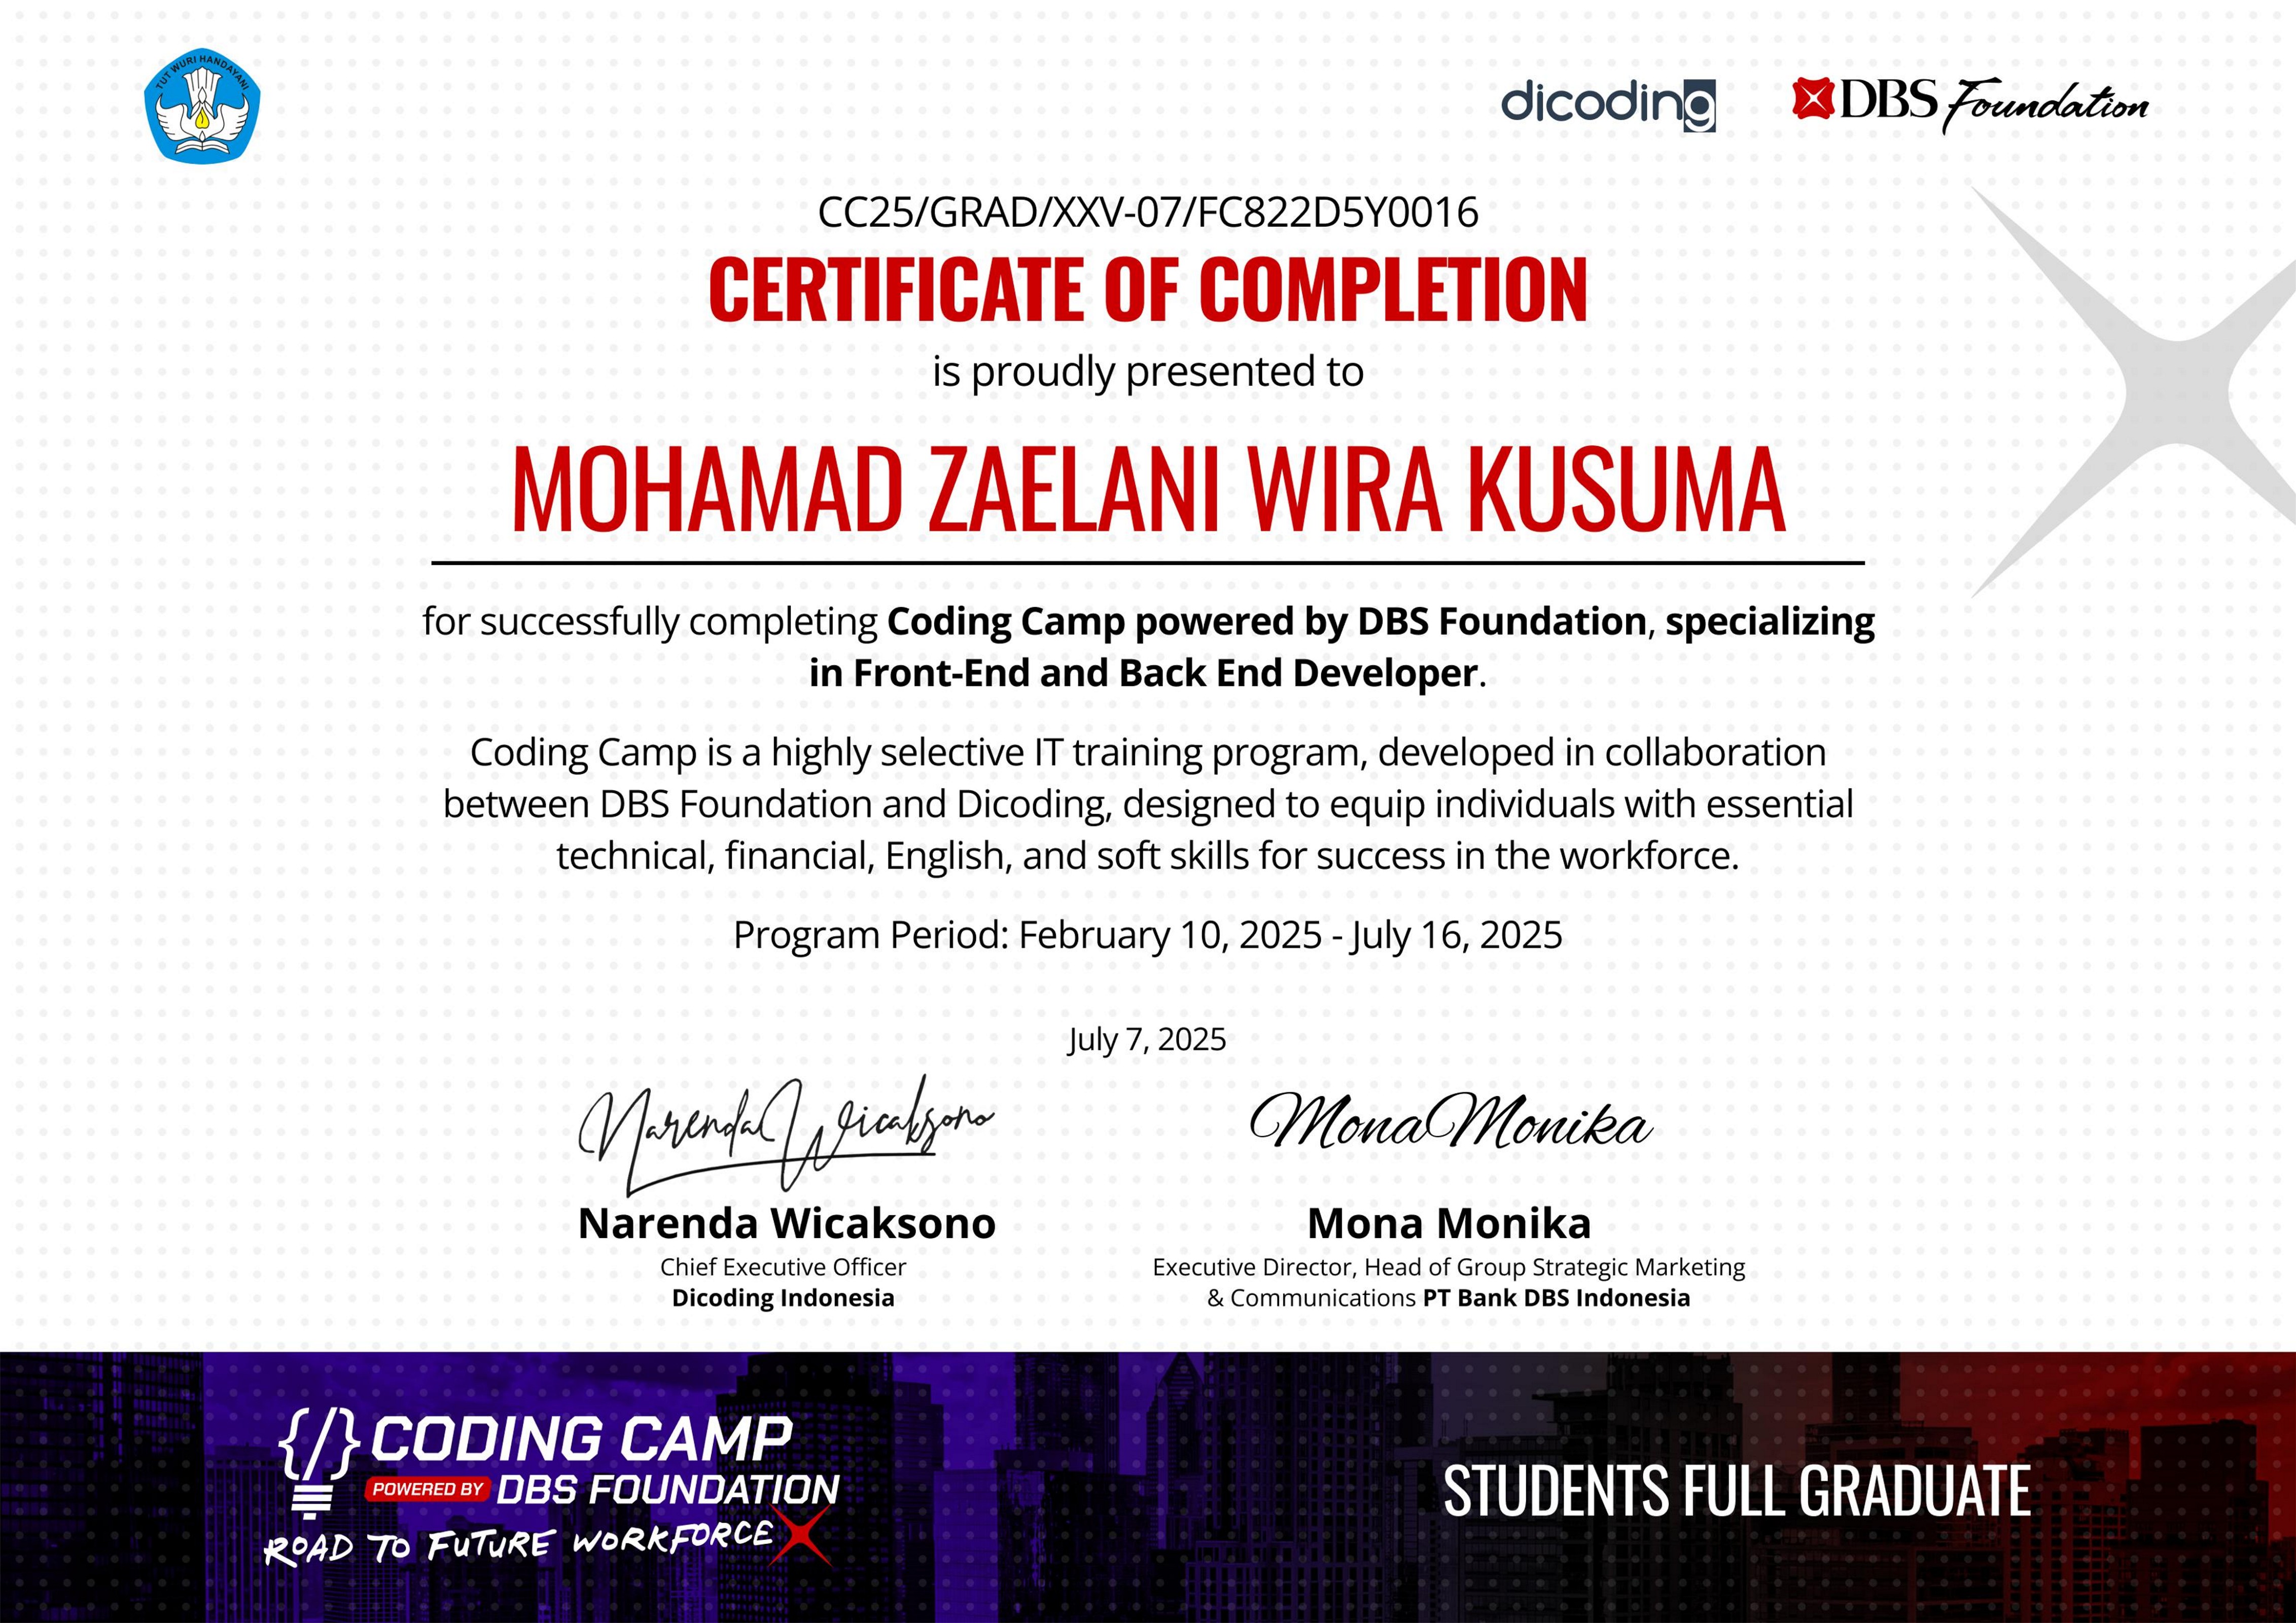 TUT WURI HANDAYANI
dicoding
DBS Foundation
CC25/GRAD/XXV-07/FC822D5Y0016
CERTIFICATE OF COMPLETION
is proudly presented to
MOHAMAD ZAELANI WIRA KUSUMA
for successfully completing Coding Camp powered by DBS Foundation, specializing
in Front-End and Back End Developer.
Coding Camp is a highly selective IT training program, developed in collaboration
between DBS Foundation and Dicoding, designed to equip individuals with essential
technical, financial, English, and soft skills for success in the workforce.
Program Period: February 10, 2025 - July 16, 2025
July 7, 2025
Narenda Wicaksono
Narenda Wicaksono
Chief Executive Officer
Dicoding Indonesia
Mona Monika
Mona Monika
Executive Director, Head of Group Strategic Marketing
& Communications PT Bank DBS Indonesia
{/} CODING CAMP
POWERED BY DBS FOUNDATION
ROAD TO FUTURE WORKFORCE
STUDENTS FULL GRADUATE